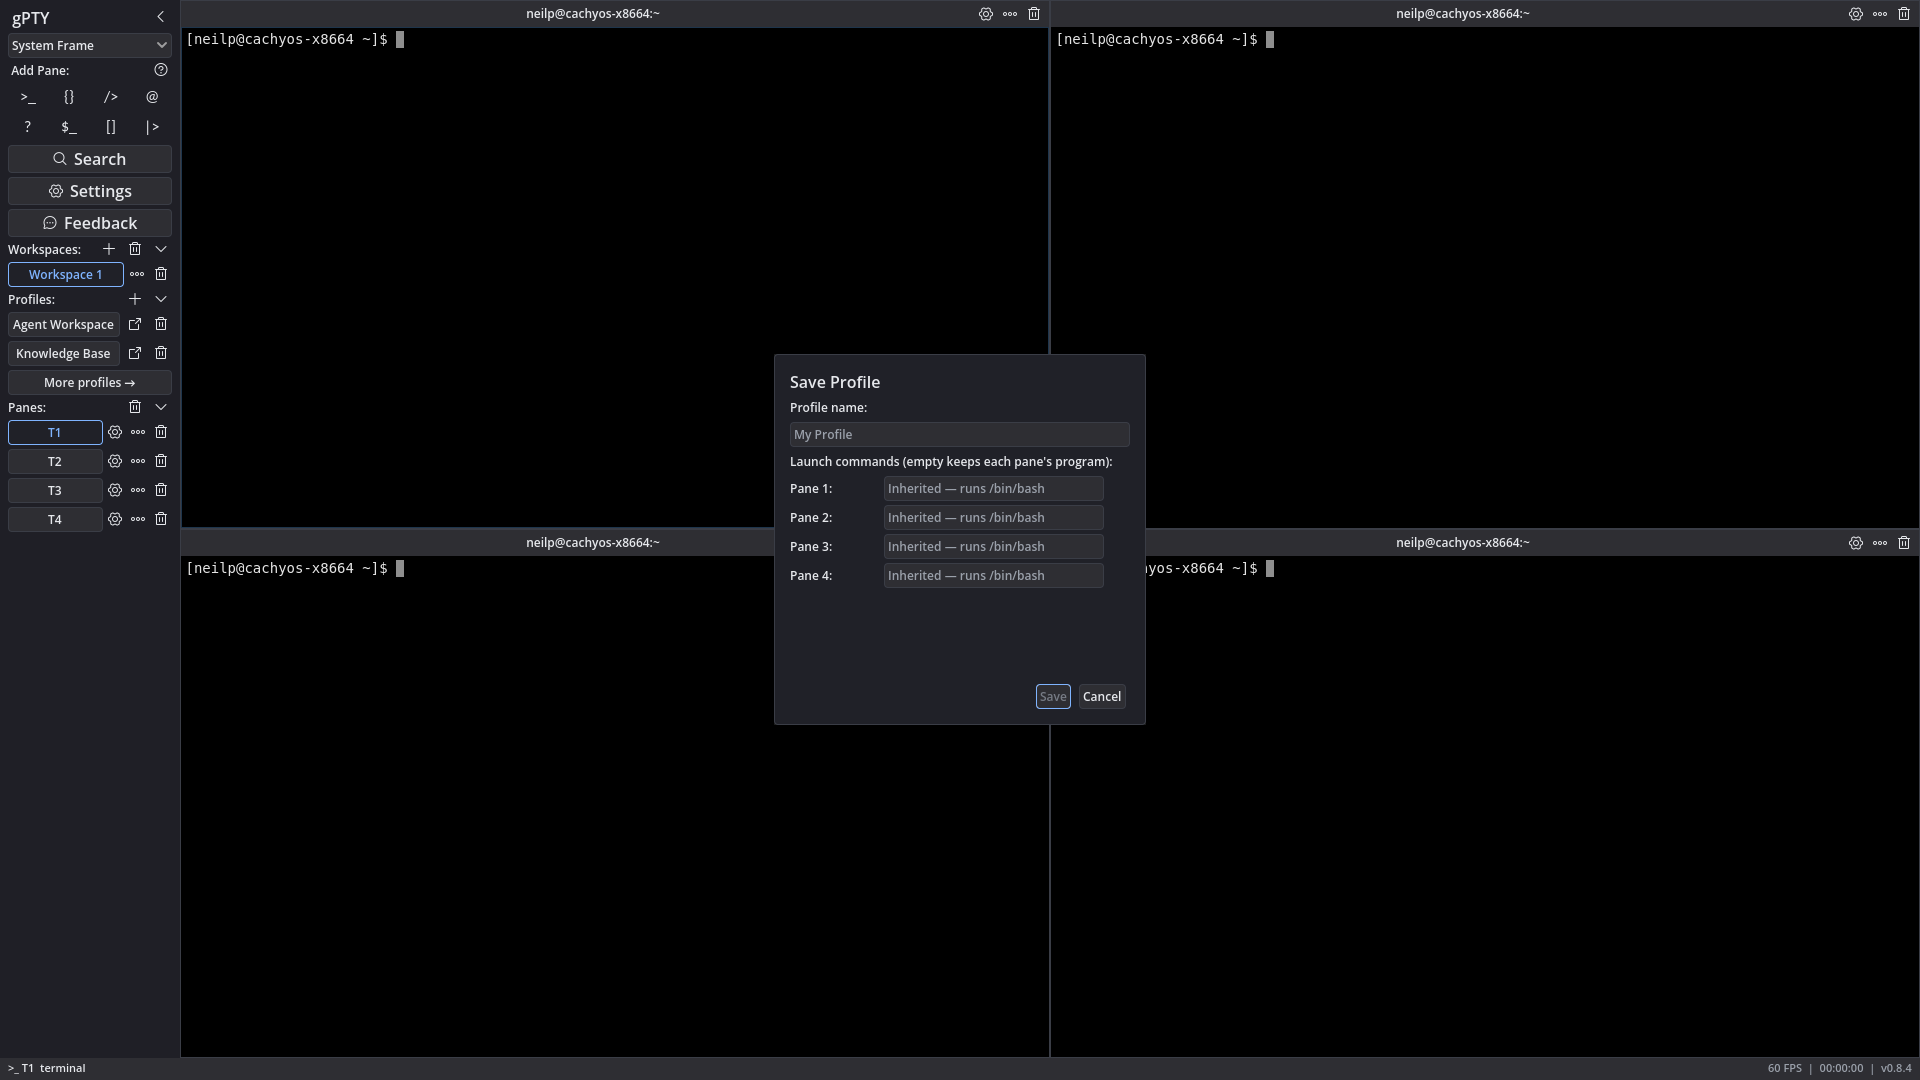 gPTY
System Frame
Add Pane:
>_ {} /> @
? $_ [] |>
Search
Settings
Feedback
Workspaces:
Workspace 1
Profiles:
Agent Workspace
Knowledge Base
More profiles →
Panes:
T1
T2
T3
T4
neilp@cachyos-x8664:~
[neilp@cachyos-x8664 ~]$
neilp@cachyos-x8664:~
[neilp@cachyos-x8664 ~]$
neilp@cachyos-x8664:~
[neilp@cachyos-x8664 ~]$
neilp@cachyos-x8664:~
yos-x8664 ~]$
Save Profile
Profile name:
My Profile
Launch commands (empty keeps each pane's program):
Pane 1: Inherited — runs /bin/bash
Pane 2: Inherited — runs /bin/bash
Pane 3: Inherited — runs /bin/bash
Pane 4: Inherited — runs /bin/bash
Save Cancel
>_ T1 terminal
60 FPS | 00:00:00 | v0.8.4